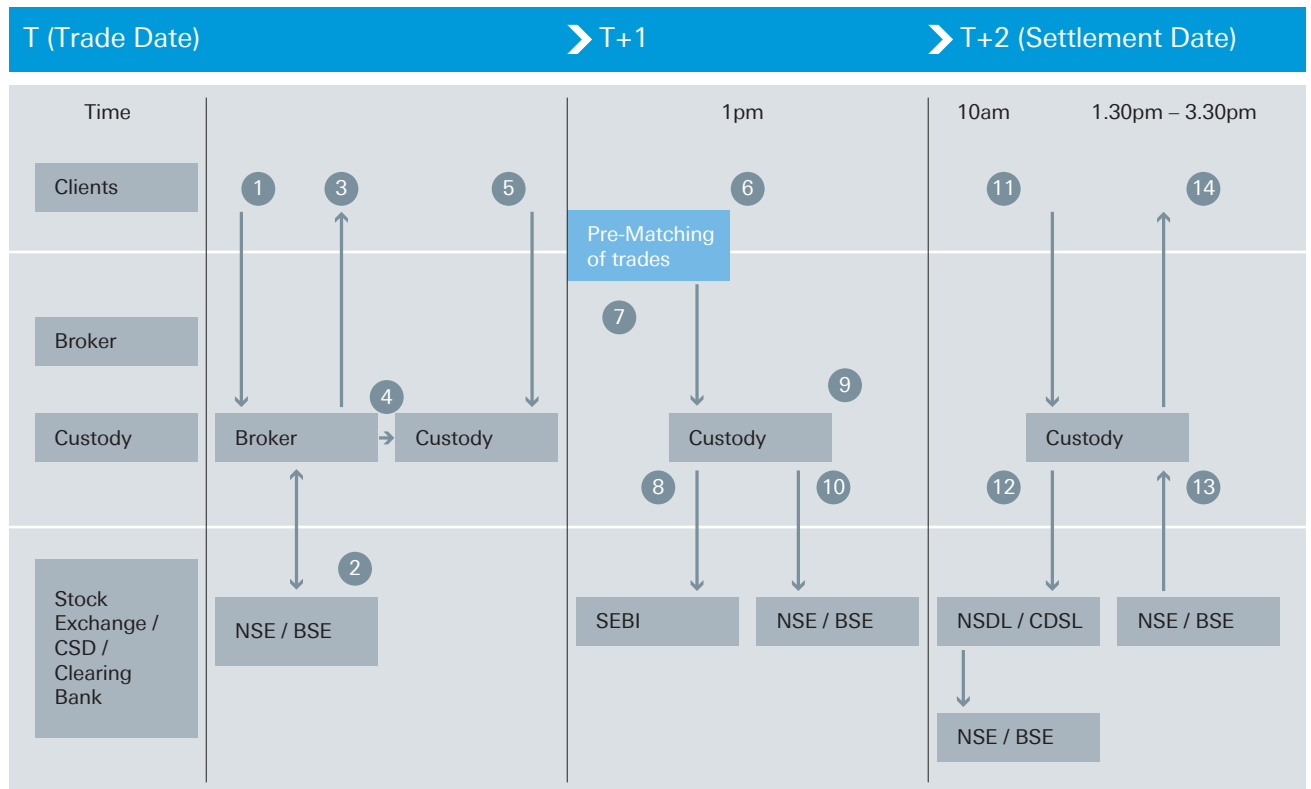 T (Trade Date)
T+1
T+2 (Settlement Date)
Time
1pm
10am
1.30pm – 3.30pm
Clients
1
3
5
6
11
14
Pre-Matching
of trades
7
Broker
4
9
Custody
Broker
Custody
Custody
Custody
8
10
12
13
2
Stock
Exchange /
CSD /
Clearing
Bank
NSE / BSE
SEBI
NSE / BSE
NSDL / CDSL
NSE / BSE
NSE / BSE